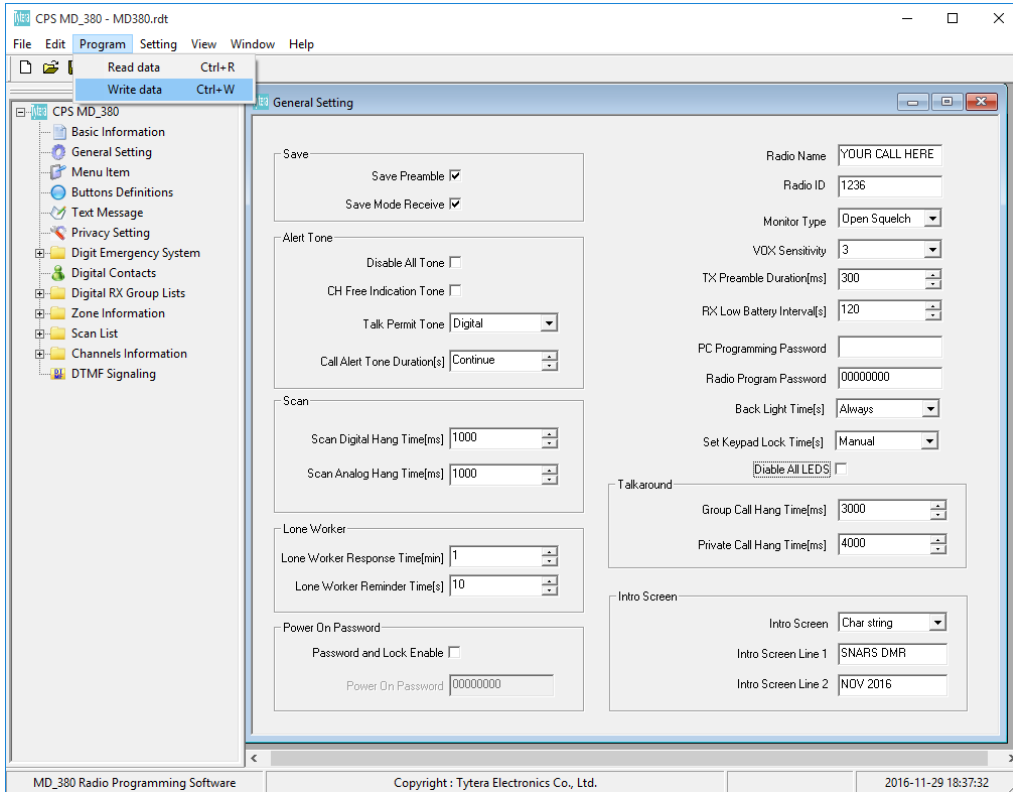 Tytera CPS MD_380 - MD380.rdt
File Edit Program Setting View Window Help
Read data Ctrl+R
Write data Ctrl+W
Tytera CPS MD_380
Basic Information
General Setting
Menu Item
Buttons Definitions
Text Message
Privacy Setting
Digit Emergency System
Digital Contacts
Digital RX Group Lists
Zone Information
Scan List
Channels Information
DTMF Signaling
General Setting
Save
Save Preamble
Save Mode Receive
Alert Tone
Disable All Tone
CH Free Indication Tone
Talk Permit Tone Digital
Call Alert Tone Duration[s] Continue
Scan
Scan Digital Hang Time[ms] 1000
Scan Analog Hang Time[ms] 1000
Lone Worker
Lone Worker Response Time[min] 1
Lone Worker Reminder Time[s] 10
Power On Password
Password and Lock Enable
Power On Password 00000000
Radio Name YOUR CALL HERE
Radio ID 1236
Monitor Type Open Squelch
VOX Sensitivity 3
TX Preamble Duration[ms] 300
RX Low Battery Interval[s] 120
PC Programming Password
Radio Program Password 00000000
Back Light Time[s] Always
Set Keypad Lock Time[s] Manual
Diable All LEDS
Talkaround
Group Call Hang Time[ms] 3000
Private Call Hang Time[ms] 4000
Intro Screen
Intro Screen Char string
Intro Screen Line 1 SNARS DMR
Intro Screen Line 2 NOV 2016
MD_380 Radio Programming Software Copyright : Tytera Electronics Co., Ltd. 2016-11-29 18:37:32